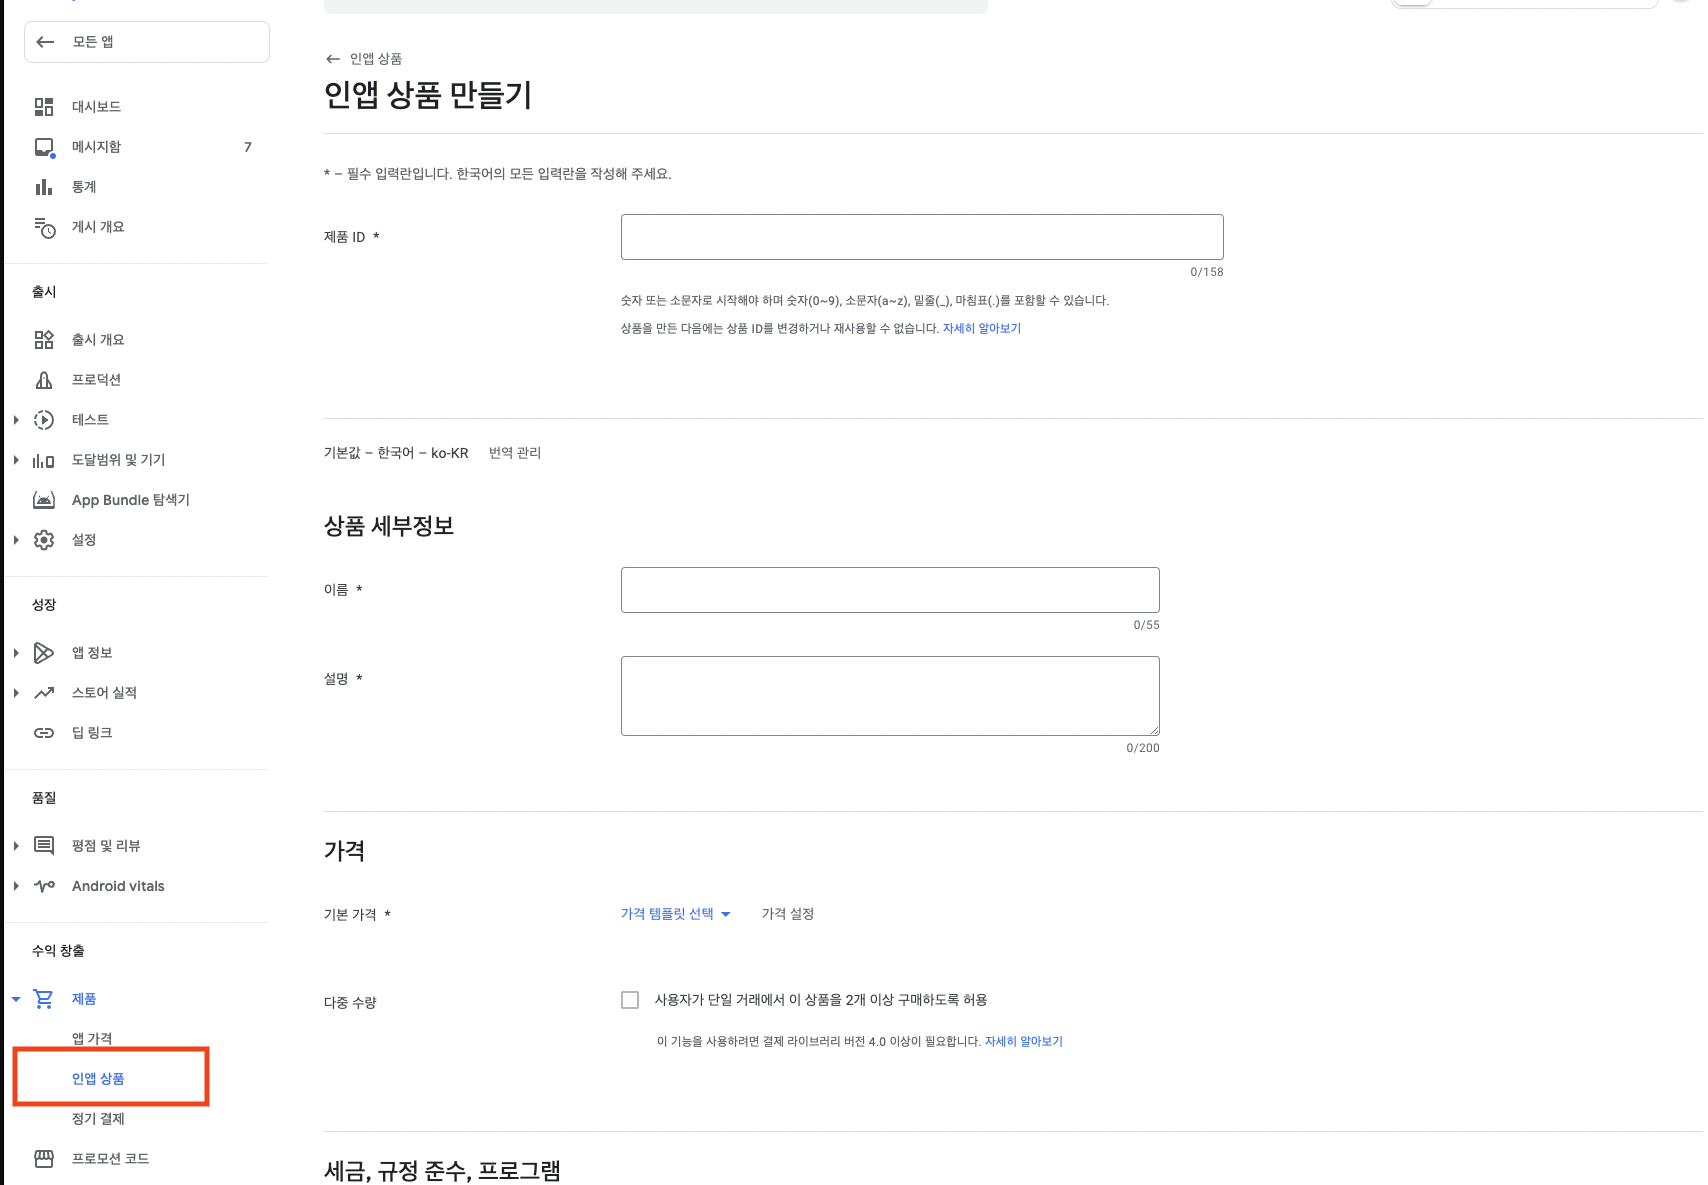 모든 앱
대시보드
메시지함 7
통계
게시 개요
출시
출시 개요
프로덕션
테스트
도달범위 및 기기
App Bundle 탐색기
설정
성장
앱 정보
스토어 실적
딥 링크
품질
평점 및 리뷰
Android vitals
수익 창출
제품
앱 가격
인앱 상품
정기 결제
프로모션 코드
인앱 상품
인앱 상품 만들기
* – 필수 입력란입니다. 한국어의 모든 입력란을 작성해 주세요.
제품 ID *
0/158
숫자 또는 소문자로 시작해야 하며 숫자(0~9), 소문자(a~z), 밑줄(_), 마침표(.)를 포함할 수 있습니다.
상품을 만든 다음에는 상품 ID를 변경하거나 재사용할 수 없습니다. 자세히 알아보기
기본값 – 한국어 – ko-KR 번역 관리
상품 세부정보
이름 *
0/55
설명 *
0/200
가격
기본 가격 * 가격 템플릿 선택 가격 설정
다중 수량 사용자가 단일 거래에서 이 상품을 2개 이상 구매하도록 허용
이 기능을 사용하려면 결제 라이브러리 버전 4.0 이상이 필요합니다. 자세히 알아보기
세금, 규정 준수, 프로그램